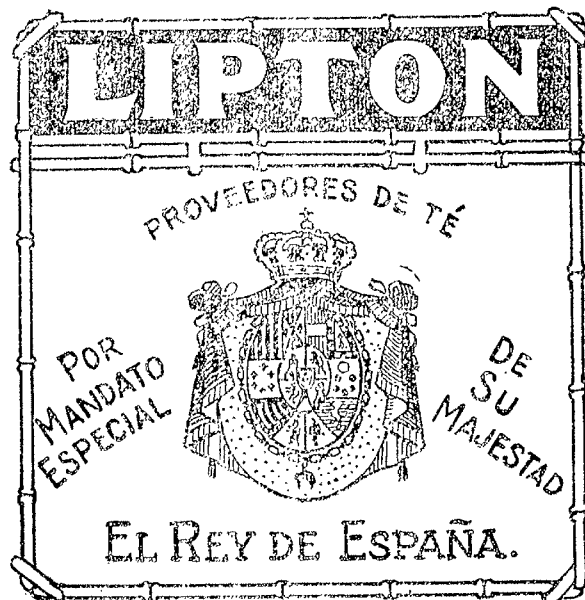 LIPTON
PROVEEDORES DE TÉ
POR
MANDATO
ESPECIAL
DE
SU
MAJESTAD
EL REY DE ESPAÑA.